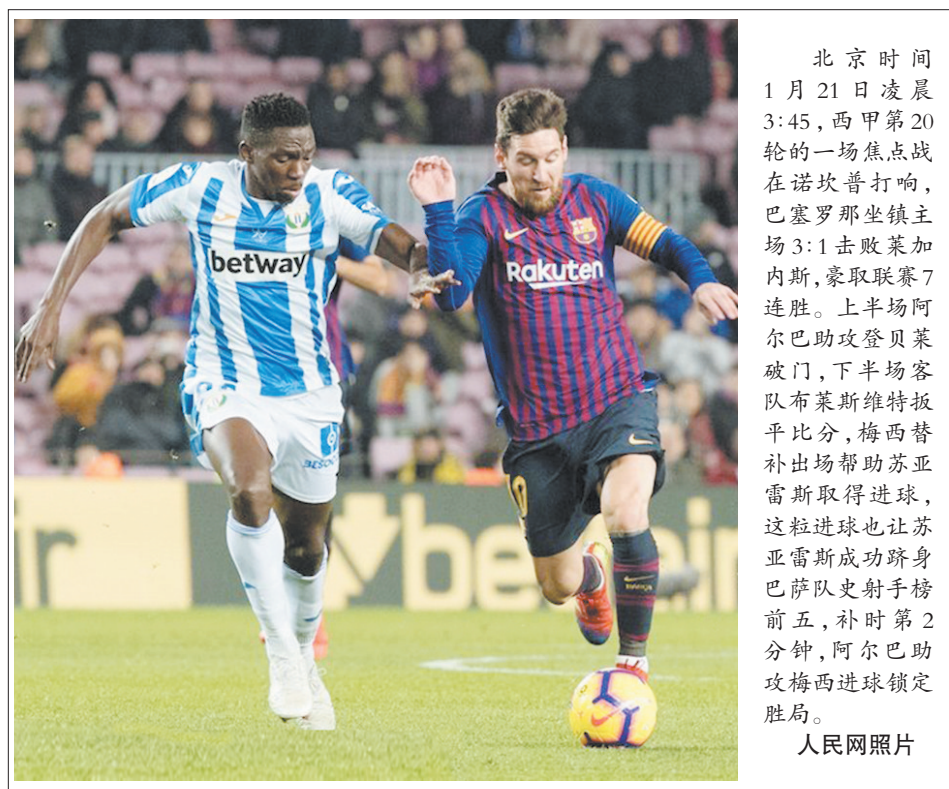 北京时间
1月21日凌晨
3:45,西甲第20
轮的一场焦点战
在诺坎普打响,
巴塞罗那坐镇主
场3:1击败莱加
内斯,豪取联赛7
连胜。上半场阿
尔巴助攻登贝莱
破门,下半场客
队布莱斯维特扳
平比分,梅西替
补出场帮助苏亚
雷斯取得进球,
这粒进球也让苏
亚雷斯成功跻身
巴萨队史射手榜
前五,补时第2
分钟,阿尔巴助
攻梅西进球锁定
胜局。
人民网照片
betway
Rakuten